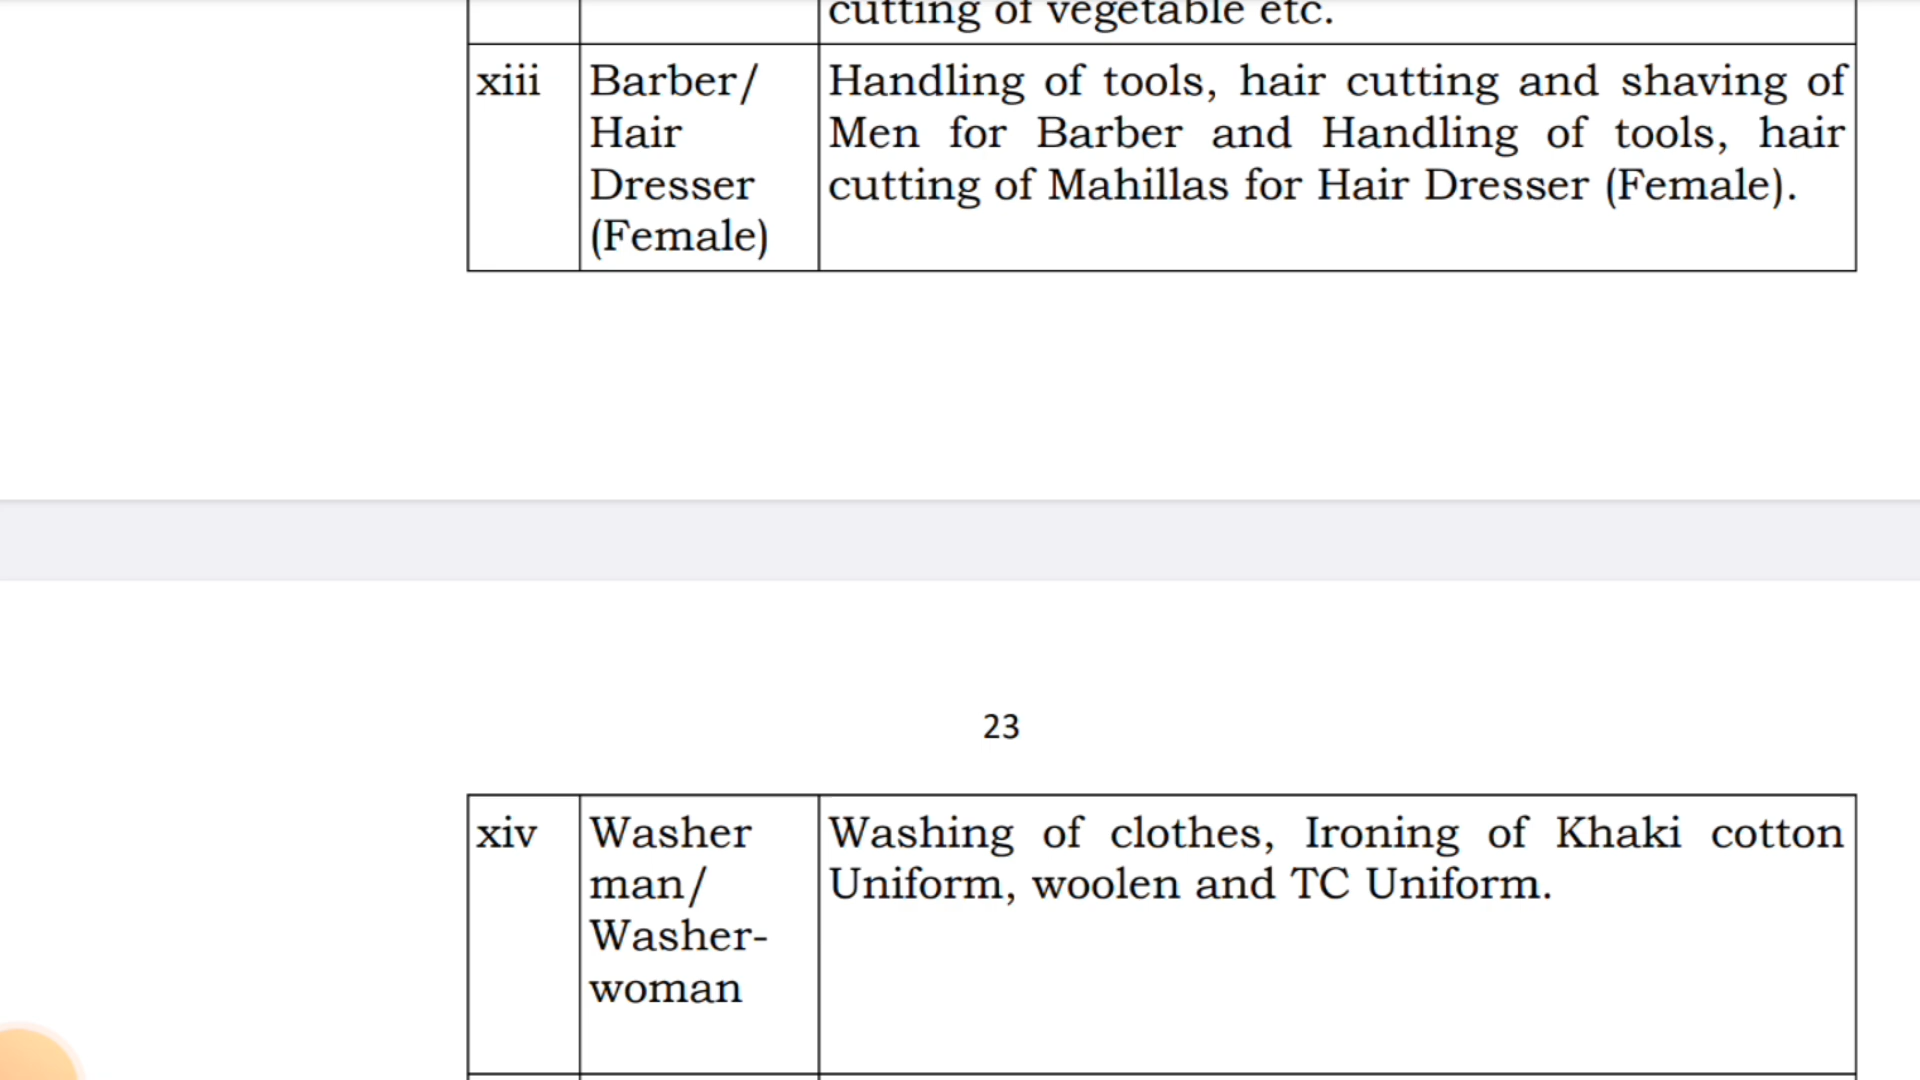 cutting of vegetable etc.
xiii
Barber/
Hair
Dresser
(Female)
Handling of tools, hair cutting and shaving of
Men for Barber and Handling of tools, hair
cutting of Mahillas for Hair Dresser (Female).
23
xiv
Washer
man/
Washer-
woman
Washing of clothes, Ironing of Khaki cotton
Uniform, woolen and TC Uniform.